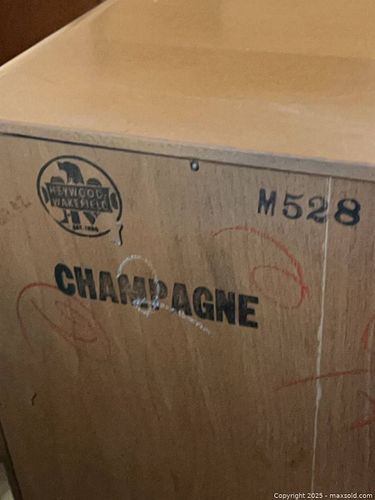 HEYWOOD-
WAKEFIELD
EST. 1826
M528
CHAMPAGNE
Copyright 2025 - maxsold.com